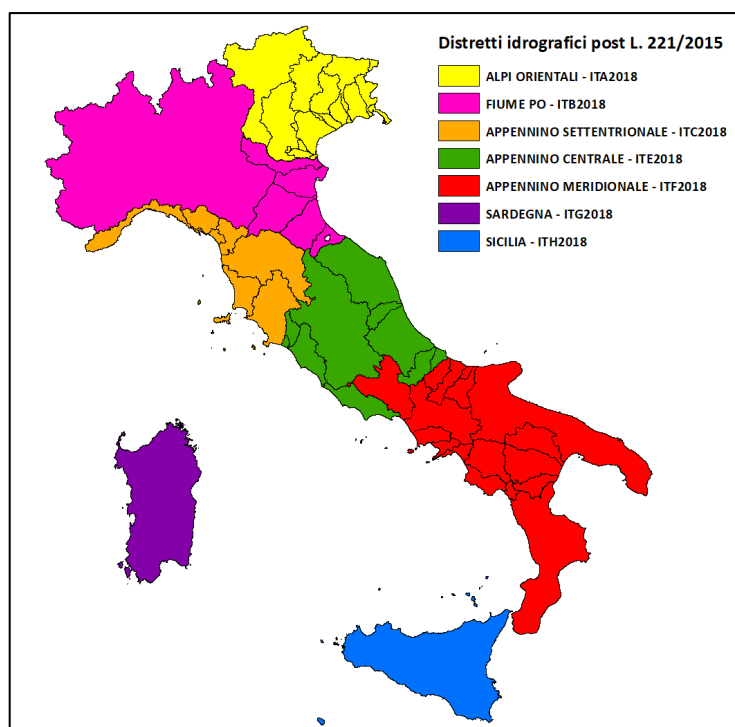 Distretti idrografici post L. 221/2015
ALPI ORIENTALI - ITA2018
FIUME PO - ITB2018
APPENNINO SETTENTRIONALE - ITC2018
APPENNINO CENTRALE - ITE2018
APPENNINO MERIDIONALE - ITF2018
SARDEGNA - ITG2018
SICILIA - ITH2018